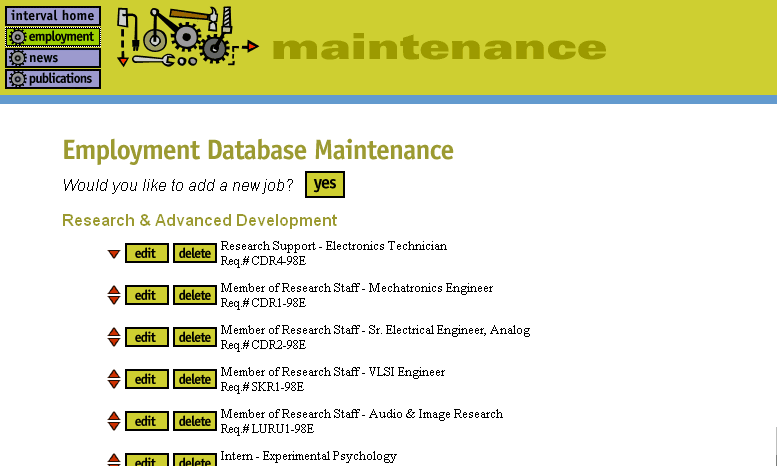 interval home
employment
news
publications
maintenance
Employment Database Maintenance
Would you like to add a new job? yes
Research & Advanced Development
edit delete Research Support - Electronics Technician
Req.# CDR4-98E
edit delete Member of Research Staff - Mechatronics Engineer
Req.# CDR1-98E
edit delete Member of Research Staff - Sr. Electrical Engineer, Analog
Req.# CDR2-98E
edit delete Member of Research Staff - VLSI Engineer
Req.# SKR1-98E
edit delete Member of Research Staff - Audio & Image Research
Req.# LURU1-98E
edit delete Intern - Experimental Psychology